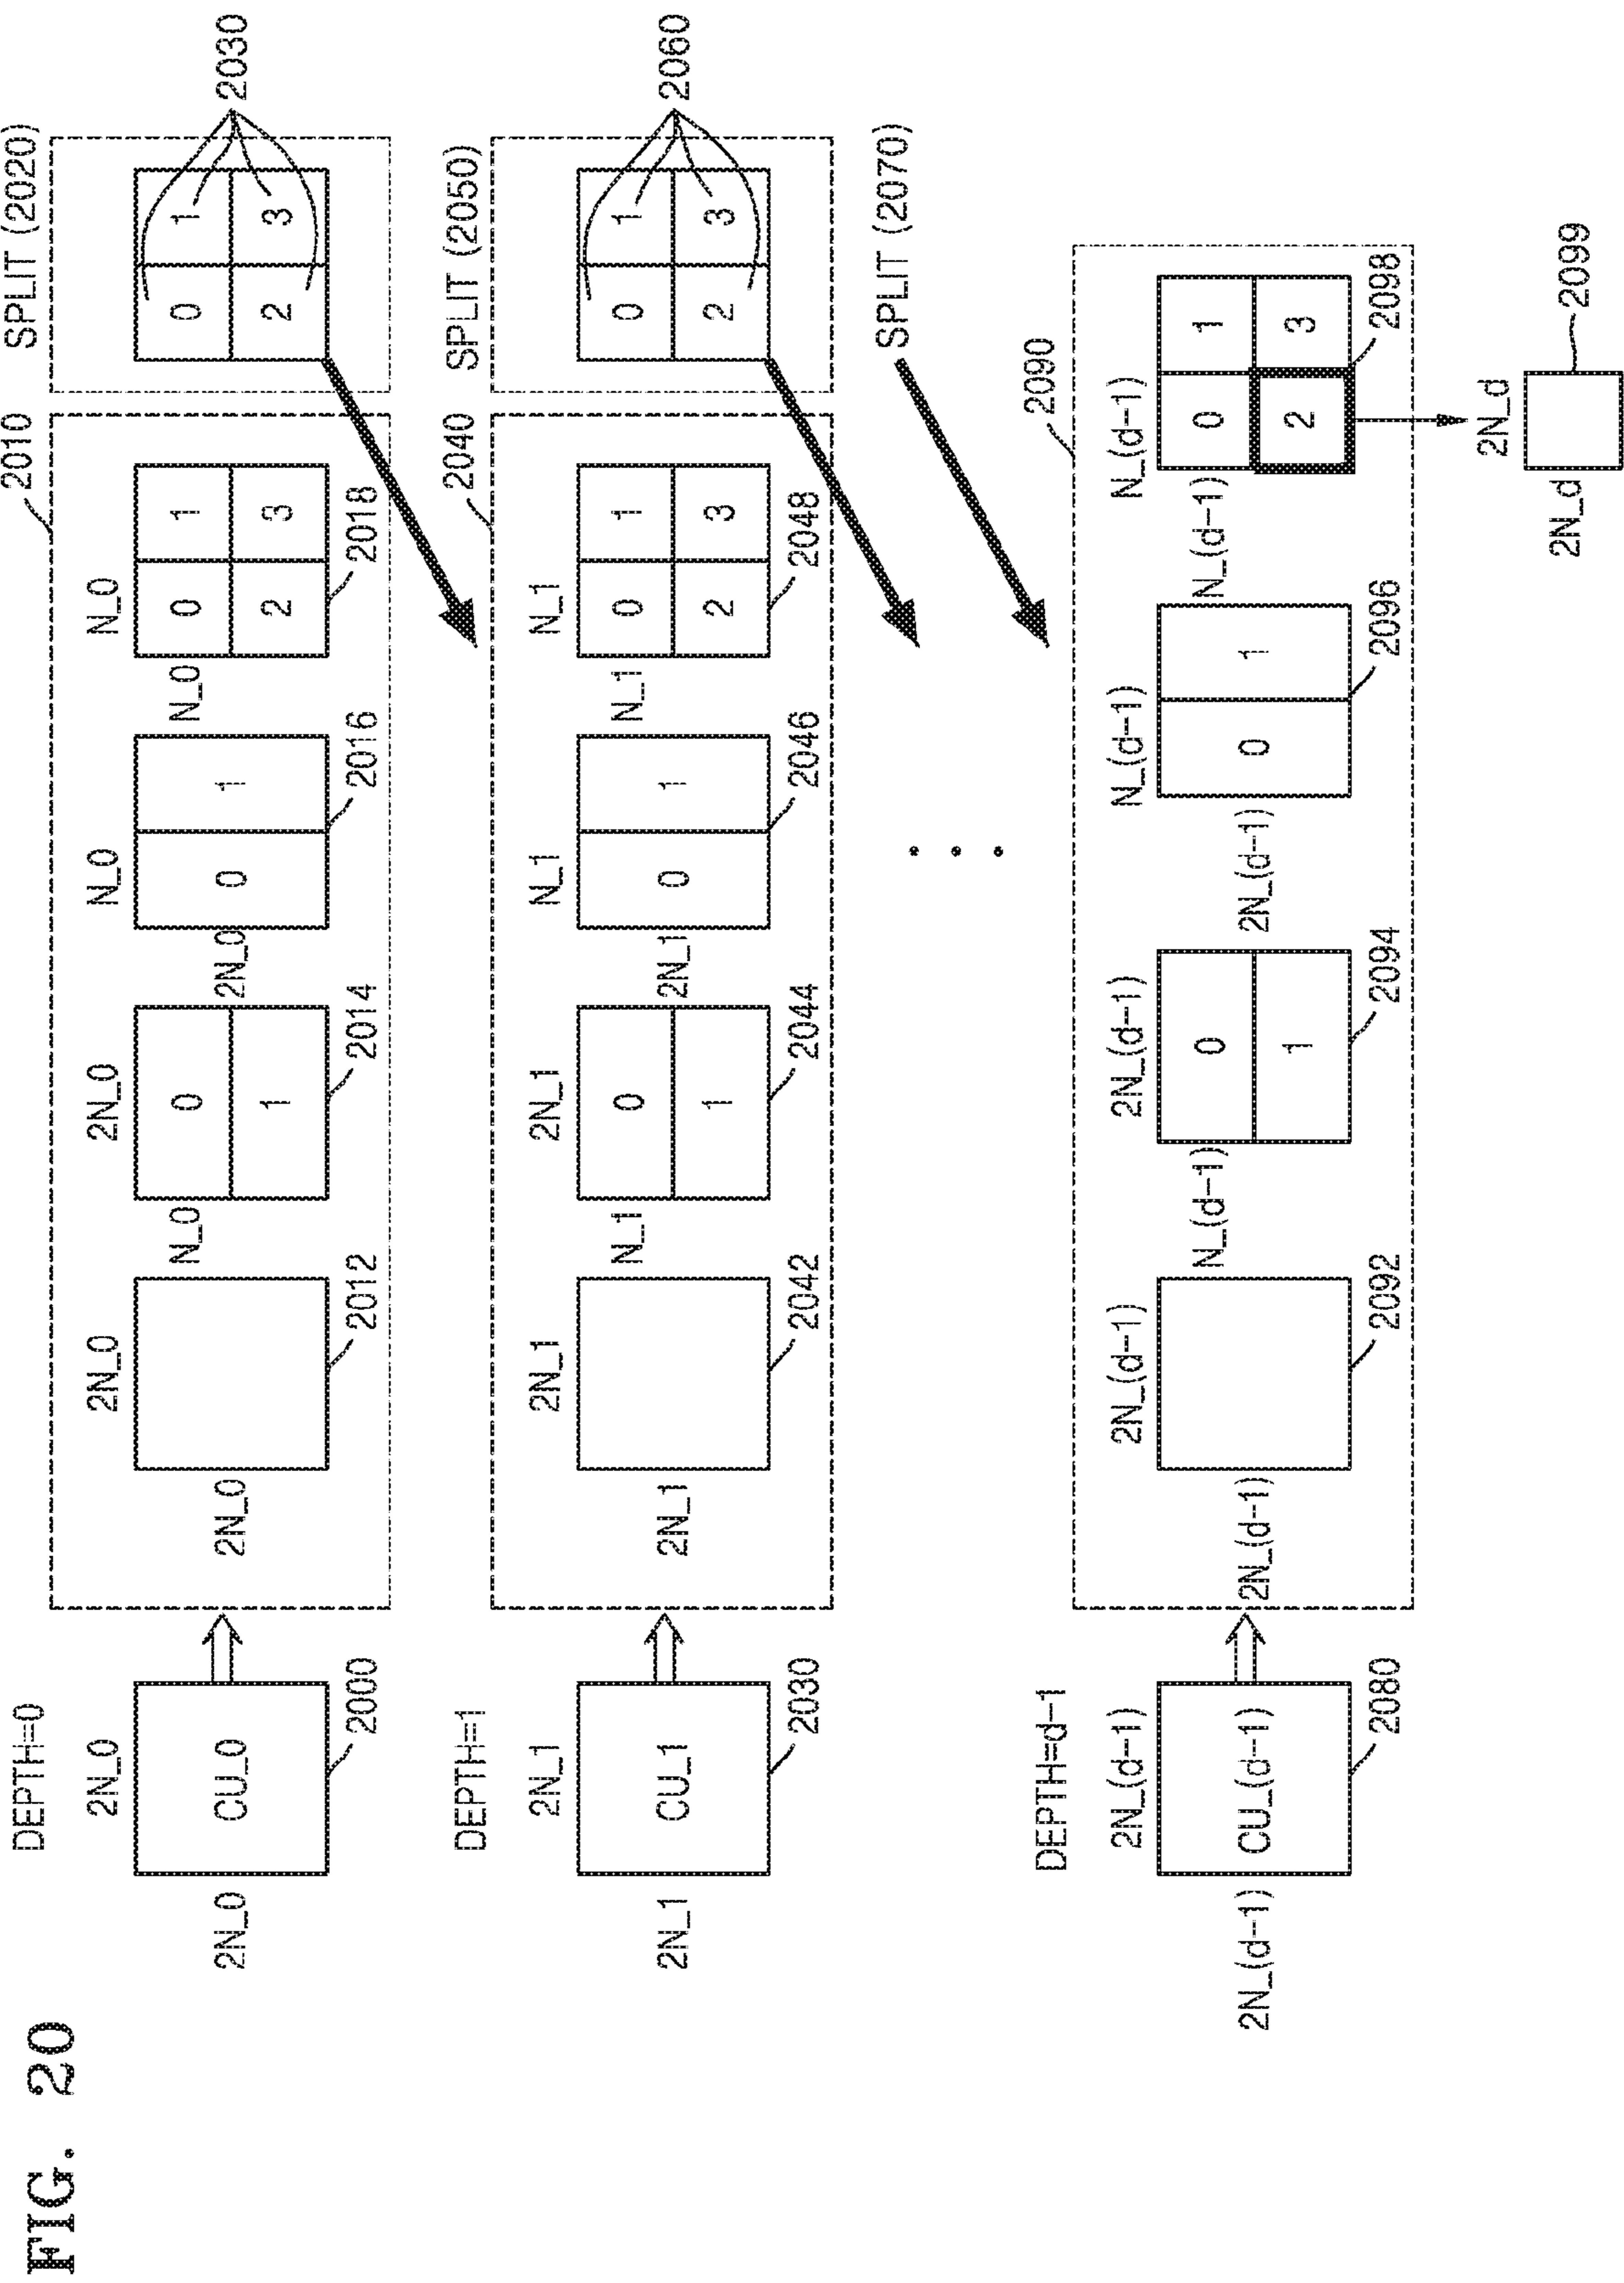 FIG. 20
DEPTH=0
2N_0
2N_0
CU_0
2000
2010
2N_0
2N_0
2012
2N_0
N_0
0
1
2014
N_0
2N_0
0 1
2016
N_0
N_0
0 1
2 3
2018
SPLIT (2020)
0 1
2 3
2030
DEPTH=1
2N_1
2N_1
CU_1
2030
2040
2N_1
2N_1
2042
2N_1
N_1
0
1
2044
N_1
2N_1
0 1
2046
N_1
N_1
0 1
2 3
2048
SPLIT (2050)
0 1
2 3
2060
SPLIT (2070)
DEPTH=d-1
2N_(d-1)
2N_(d-1)
CU_(d-1)
2080
2090
2N_(d-1)
2N_(d-1)
2092
2N_(d-1)
N_(d-1)
0
1
2094
N_(d-1)
2N_(d-1)
0 1
2096
N_(d-1)
N_(d-1)
0 1
2 3
2098
2N_d
2N_d
2099